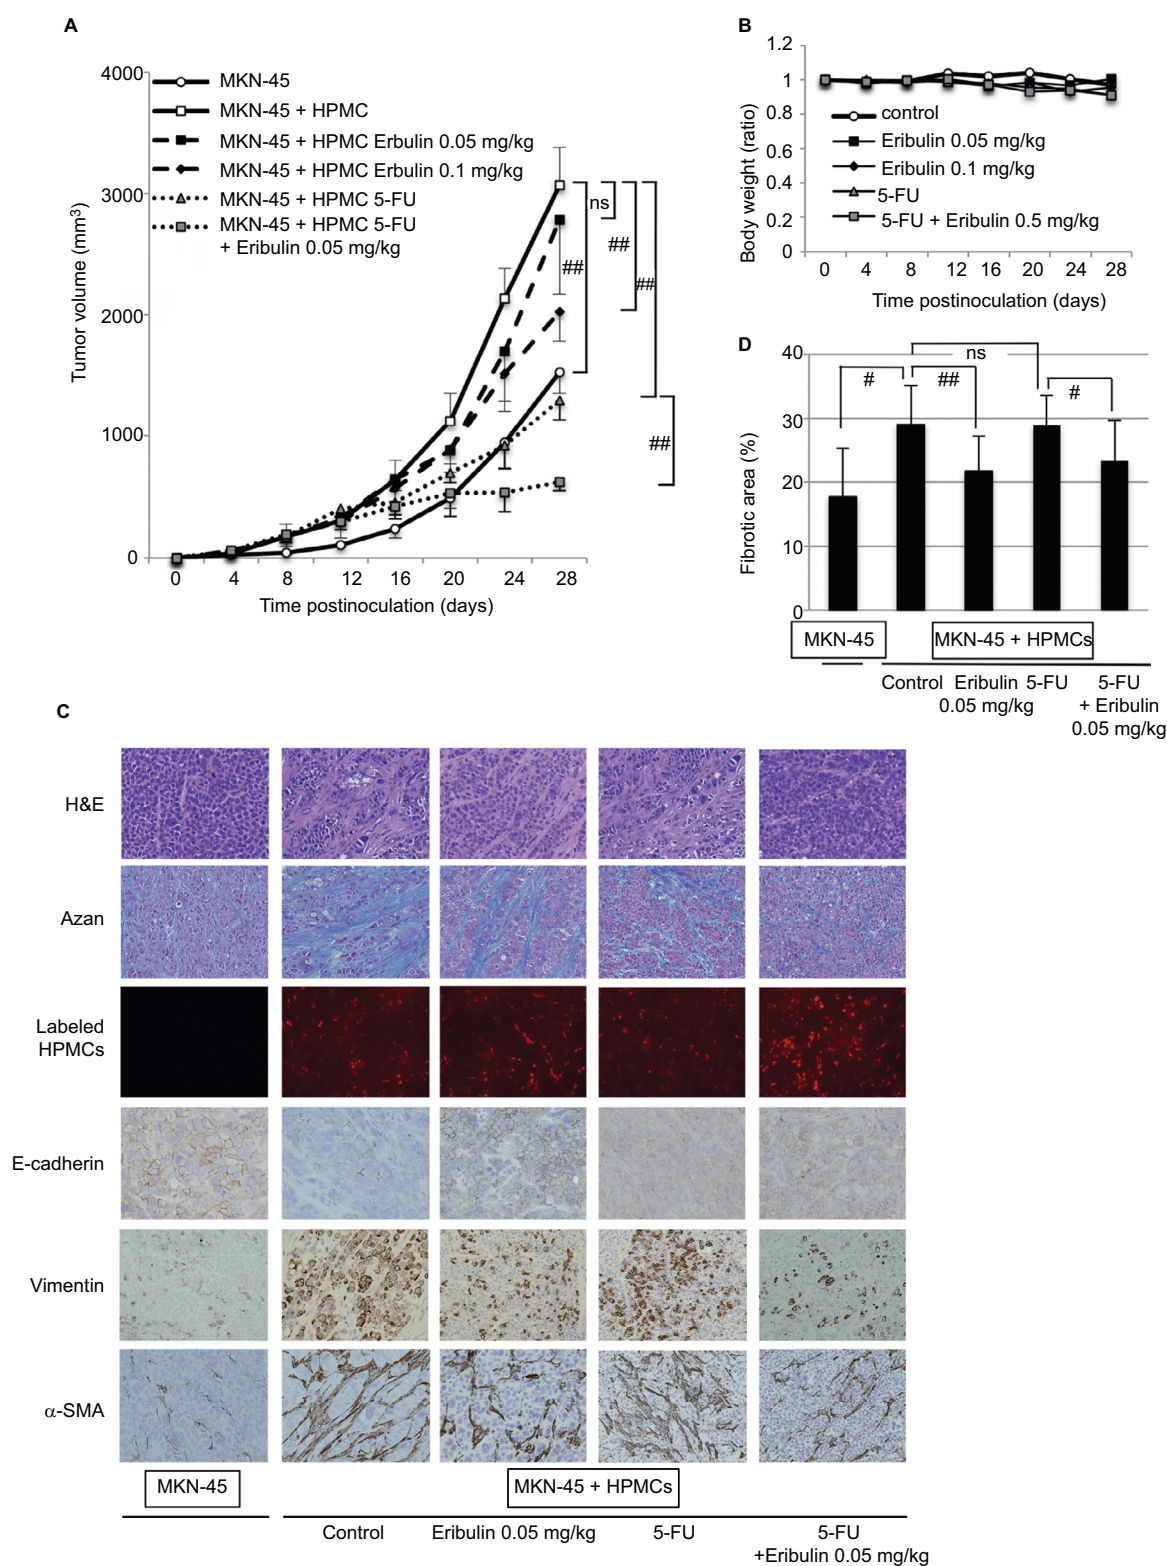 A
4000
3000
2000
1000
0
Tumor volume (mm3)
MKN-45
MKN-45 + HPMC
MKN-45 + HPMC Erbulin 0.05 mg/kg
MKN-45 + HPMC Erbulin 0.1 mg/kg
MKN-45 + HPMC 5-FU
MKN-45 + HPMC 5-FU
+ Eribulin 0.05 mg/kg
ns
##
##
##
##
0 4 8 12 16 20 24 28
Time postinoculation (days)
B
1.2
1
0.8
0.6
0.4
0.2
0
Body weight (ratio)
control
Eribulin 0.05 mg/kg
Eribulin 0.1 mg/kg
5-FU
5-FU + Eribulin 0.5 mg/kg
0 4 8 12 16 20 24 28
Time postinoculation (days)
D
40
30
20
10
0
Fibrotic area (%)
ns
# ## #
MKN-45 MKN-45 + HPMCs
Control Eribulin 5-FU 5-FU
0.05 mg/kg + Eribulin
0.05 mg/kg
C
H&E
Azan
Labeled
HPMCs
E-cadherin
Vimentin
α-SMA
MKN-45 MKN-45 + HPMCs
Control Eribulin 0.05 mg/kg 5-FU 5-FU
+Eribulin 0.05 mg/kg